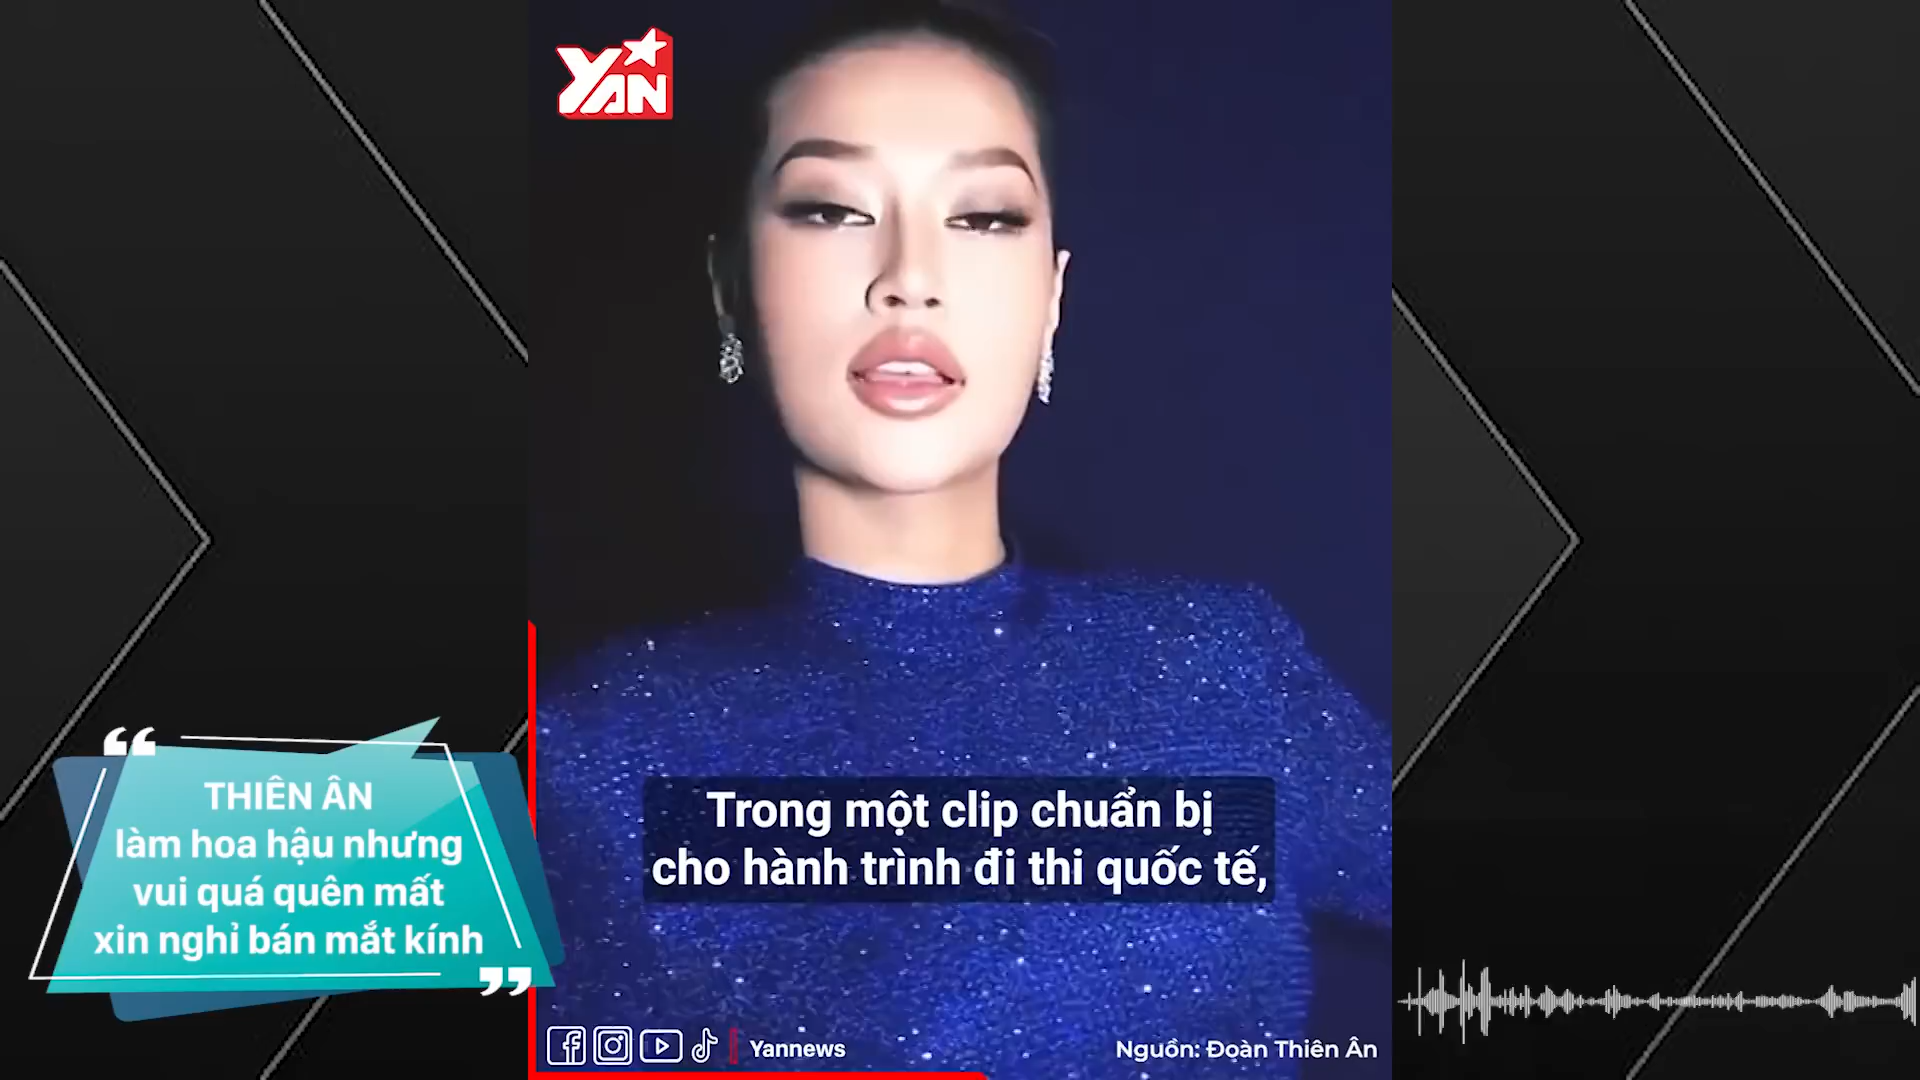 YAN
Trong một clip chuẩn bị
cho hành trình đi thi quốc tế,
“
THIÊN ÂN
làm hoa hậu nhưng
vui quá quên mất
xin nghỉ bán mắt kính
”
Yannews
Nguồn: Đoàn Thiên Ân